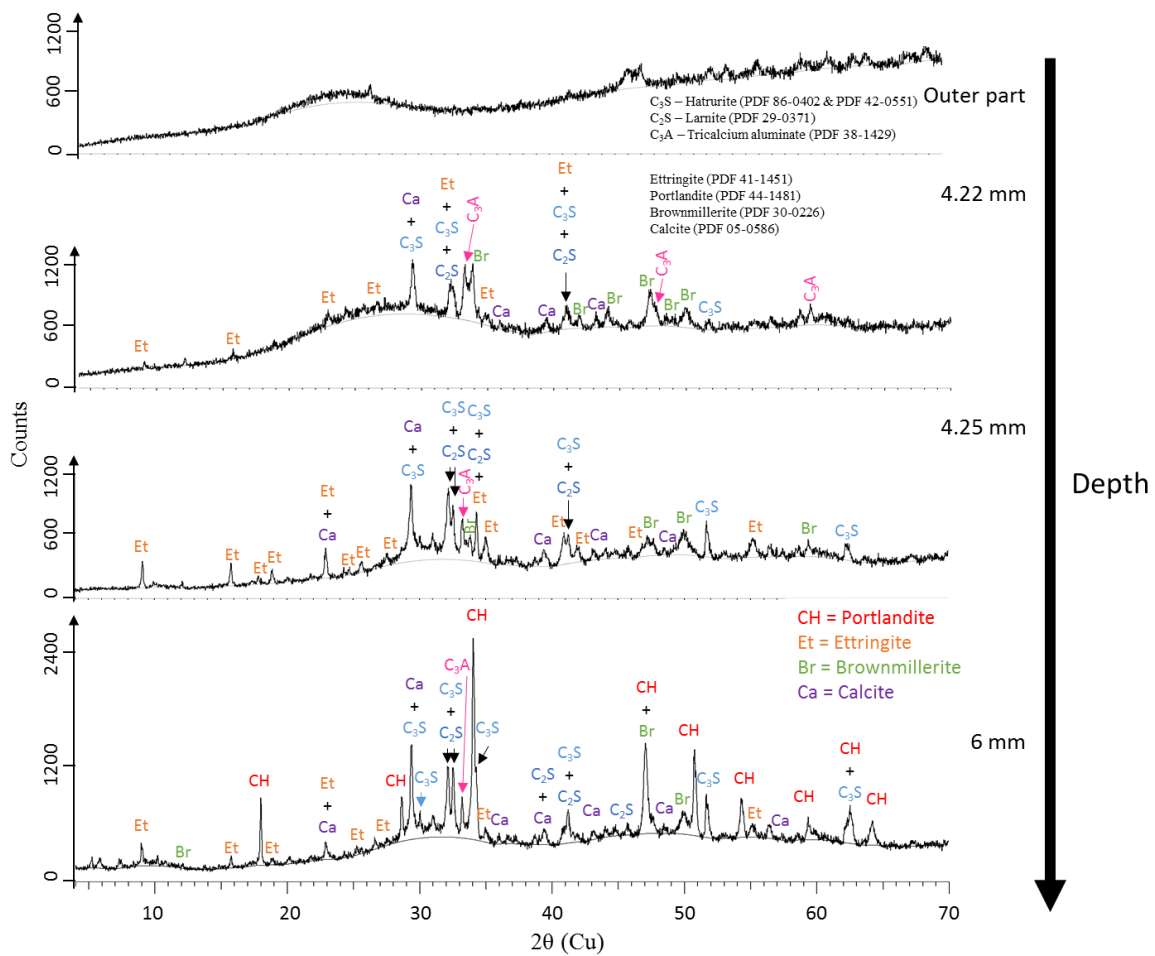 1200
600
0
Outer part
C₃S – Hatrurite (PDF 86-0402 & PDF 42-0551)
C₂S – Larnite (PDF 29-0371)
C₃A – Tricalcium aluminate (PDF 38-1429)
Ettringite (PDF 41-1451)
Portlandite (PDF 44-1481)
Brownmillerite (PDF 30-0226)
Calcite (PDF 05-0586)
4.22 mm
1200
600
0
Et
Et
Et
Et
Ca
+
C₃S
Et
+
C₃S
+
C₂S
C₃A
Br
Et
Ca
Ca
Et
+
C₃S
+
C₂S
Br
Ca
Br
Br
C₃A
Br
Br
C₃S
C₃A
4.25 mm
Counts
1200
600
0
Et
Et
Et
Et
Et
+
Ca
Et
Et
Et
Ca
+
C₃S
C₃S
+
C₂S
C₃A
Br
C₃S
+
C₂S
+
Et
Et
Ca
Et
C₃S
+
C₂S
Et
Ca
Et
Br
Ca
Br
C₃S
Et
Br
C₃S
Depth
CH = Portlandite
Et = Ettringite
Br = Brownmillerite
Ca = Calcite
6 mm
2400
1200
0
Et
Br
Et
CH
Et
Et
+
Ca
Et
Et
CH
Ca
+
C₃S
C₃S
C₃S
+
C₂S
C₃A
CH
C₃S
Et
Ca
C₂S
+
Ca
C₃S
+
C₂S
Ca
C₂S
CH
+
Br
Ca
Br
CH
C₃S
CH
Et
Ca
CH
CH
+
C₃S
CH
10 20 30 40 50 60 70
2θ (Cu)